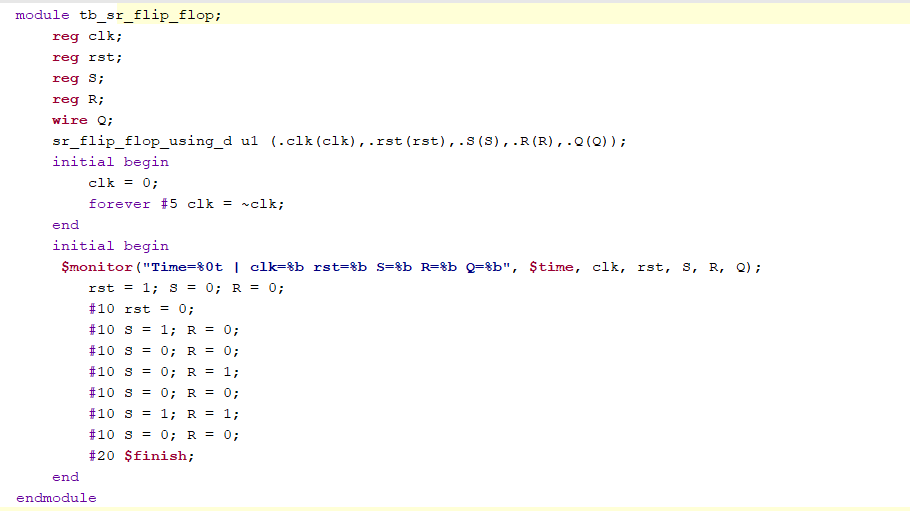 module tb_sr_flip_flop;
reg clk;
reg rst;
reg S;
reg R;
wire Q;
sr_flip_flop_using_d u1 (.clk(clk),.rst(rst),.S(S),.R(R),.Q(Q));
initial begin
clk = 0;
forever #5 clk = ~clk;
end
initial begin
$monitor("Time=%0t | clk=%b rst=%b S=%b R=%b Q=%b", $time, clk, rst, S, R, Q);
rst = 1; S = 0; R = 0;
#10 rst = 0;
#10 S = 1; R = 0;
#10 S = 0; R = 0;
#10 S = 0; R = 1;
#10 S = 0; R = 0;
#10 S = 1; R = 1;
#10 S = 0; R = 0;
#20 $finish;
end
endmodule